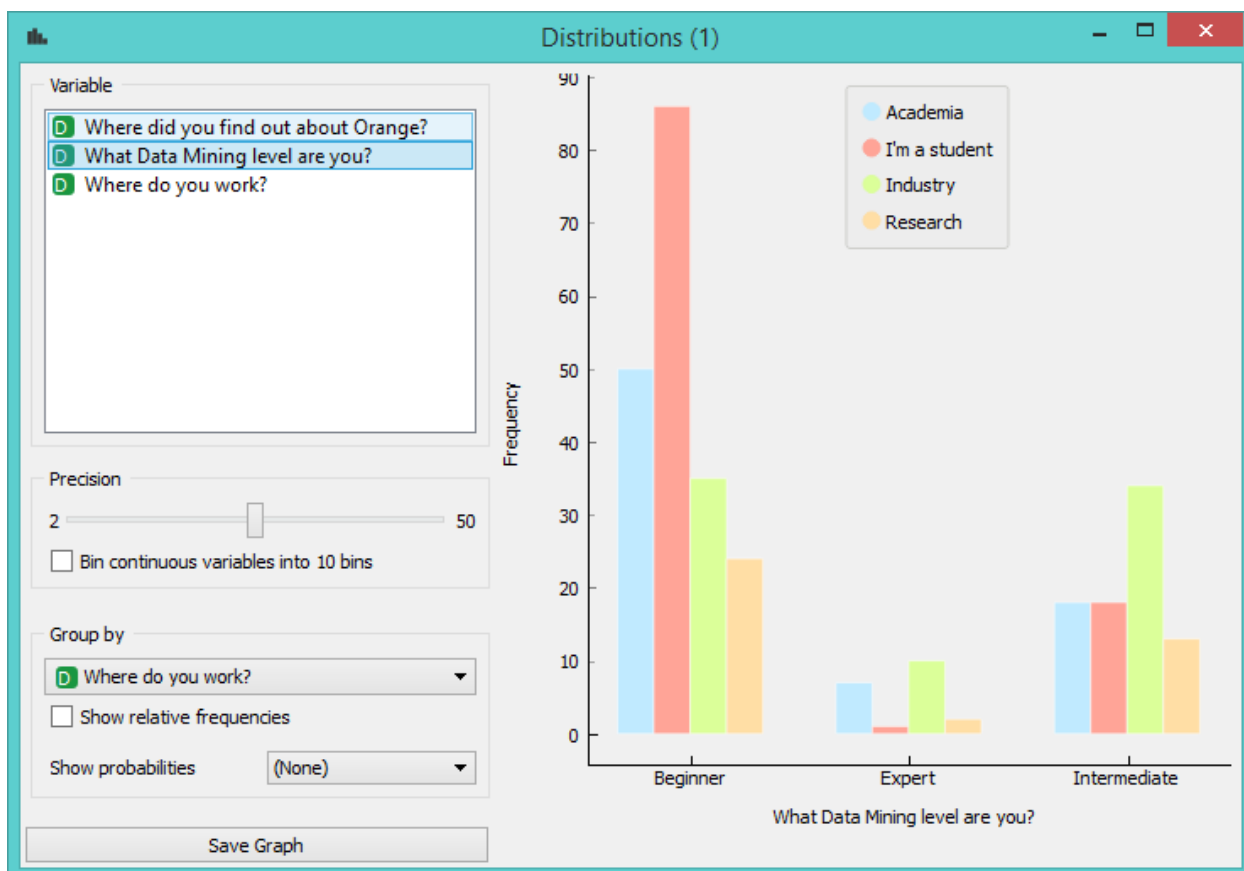 Distributions (1)
Variable
D Where did you find out about Orange?
D What Data Mining level are you?
D Where do you work?
Precision
2 50
Bin continuous variables into 10 bins
Group by
D Where do you work?
Show relative frequencies
Show probabilities (None)
Save Graph
Frequency
90
80
70
60
50
40
30
20
10
0
Academia
I'm a student
Industry
Research
Beginner Expert Intermediate
What Data Mining level are you?